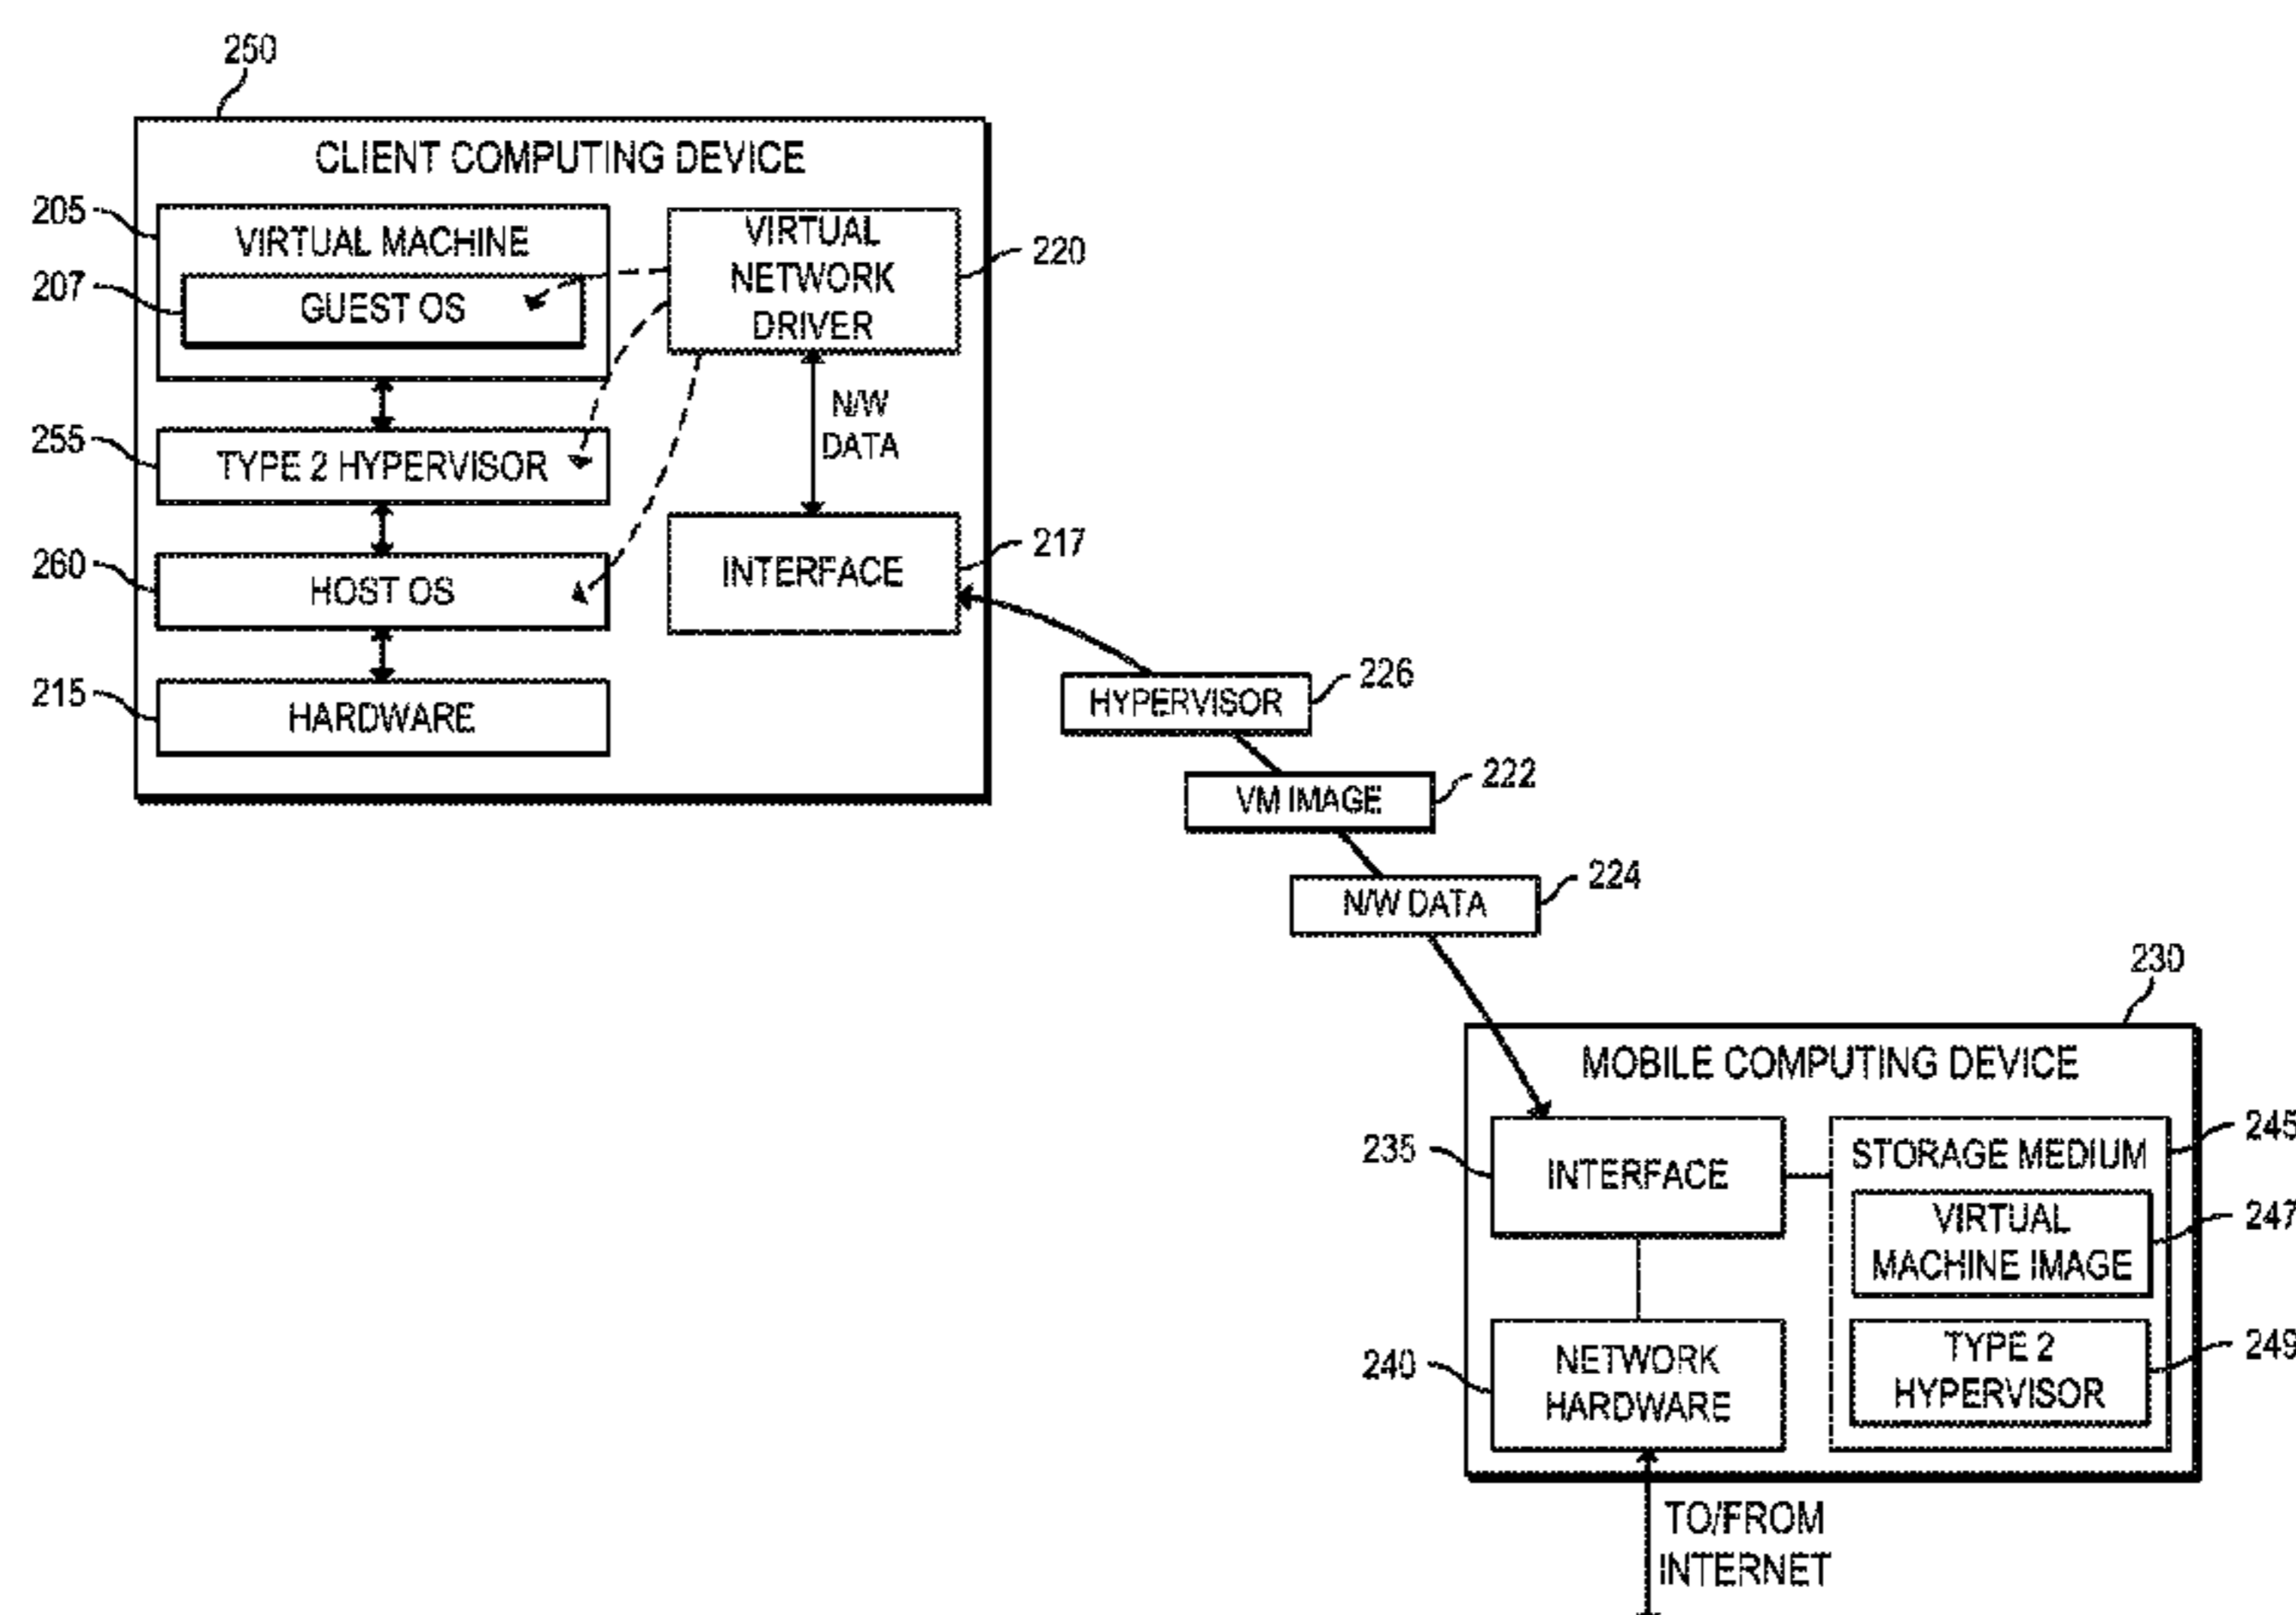 250
CLIENT COMPUTING DEVICE
205
VIRTUAL MACHINE
207
GUEST OS
VIRTUAL
NETWORK
DRIVER
220
N/W
DATA
255
TYPE 2 HYPERVISOR
260
HOST OS
INTERFACE
217
215
HARDWARE
HYPERVISOR
226
VM IMAGE
222
N/W DATA
224
230
MOBILE COMPUTING DEVICE
235
INTERFACE
STORAGE MEDIUM
245
VIRTUAL
MACHINE IMAGE
247
240
NETWORK
HARDWARE
TYPE 2
HYPERVISOR
249
TO/FROM
INTERNET